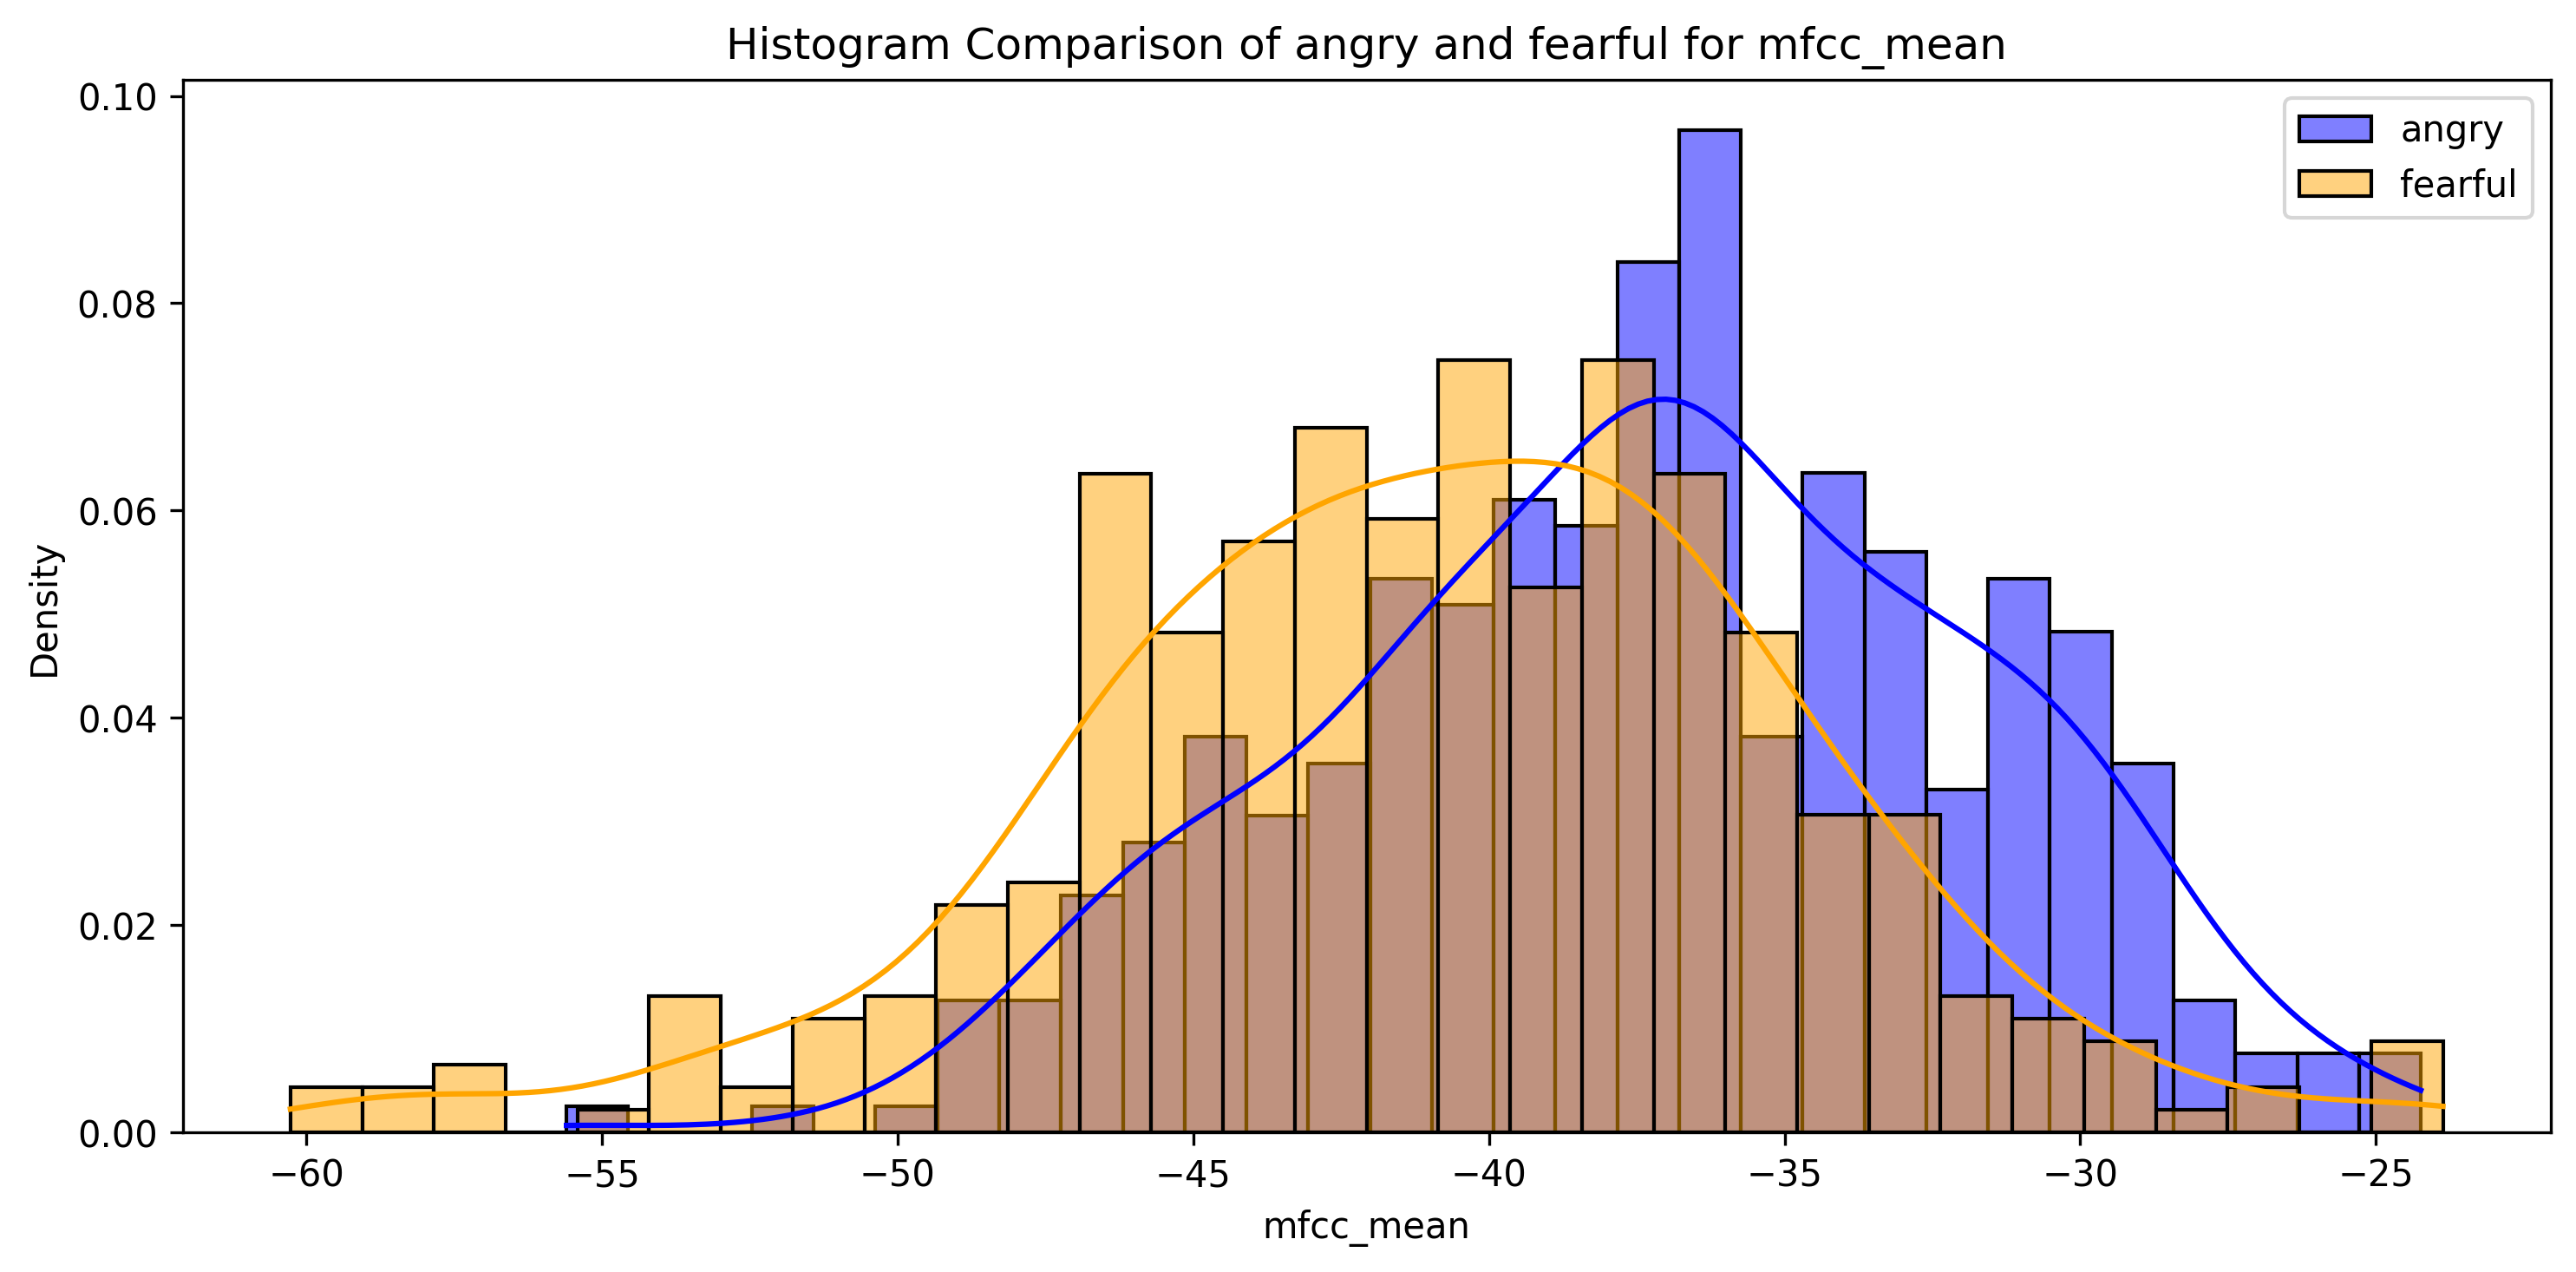 Histogram Comparison of angry and fearful for mfcc_mean
angry
fearful
Density
0.10
0.08
0.06
0.04
0.02
0.00
−60 −55 −50 −45 −40 −35 −30 −25
mfcc_mean